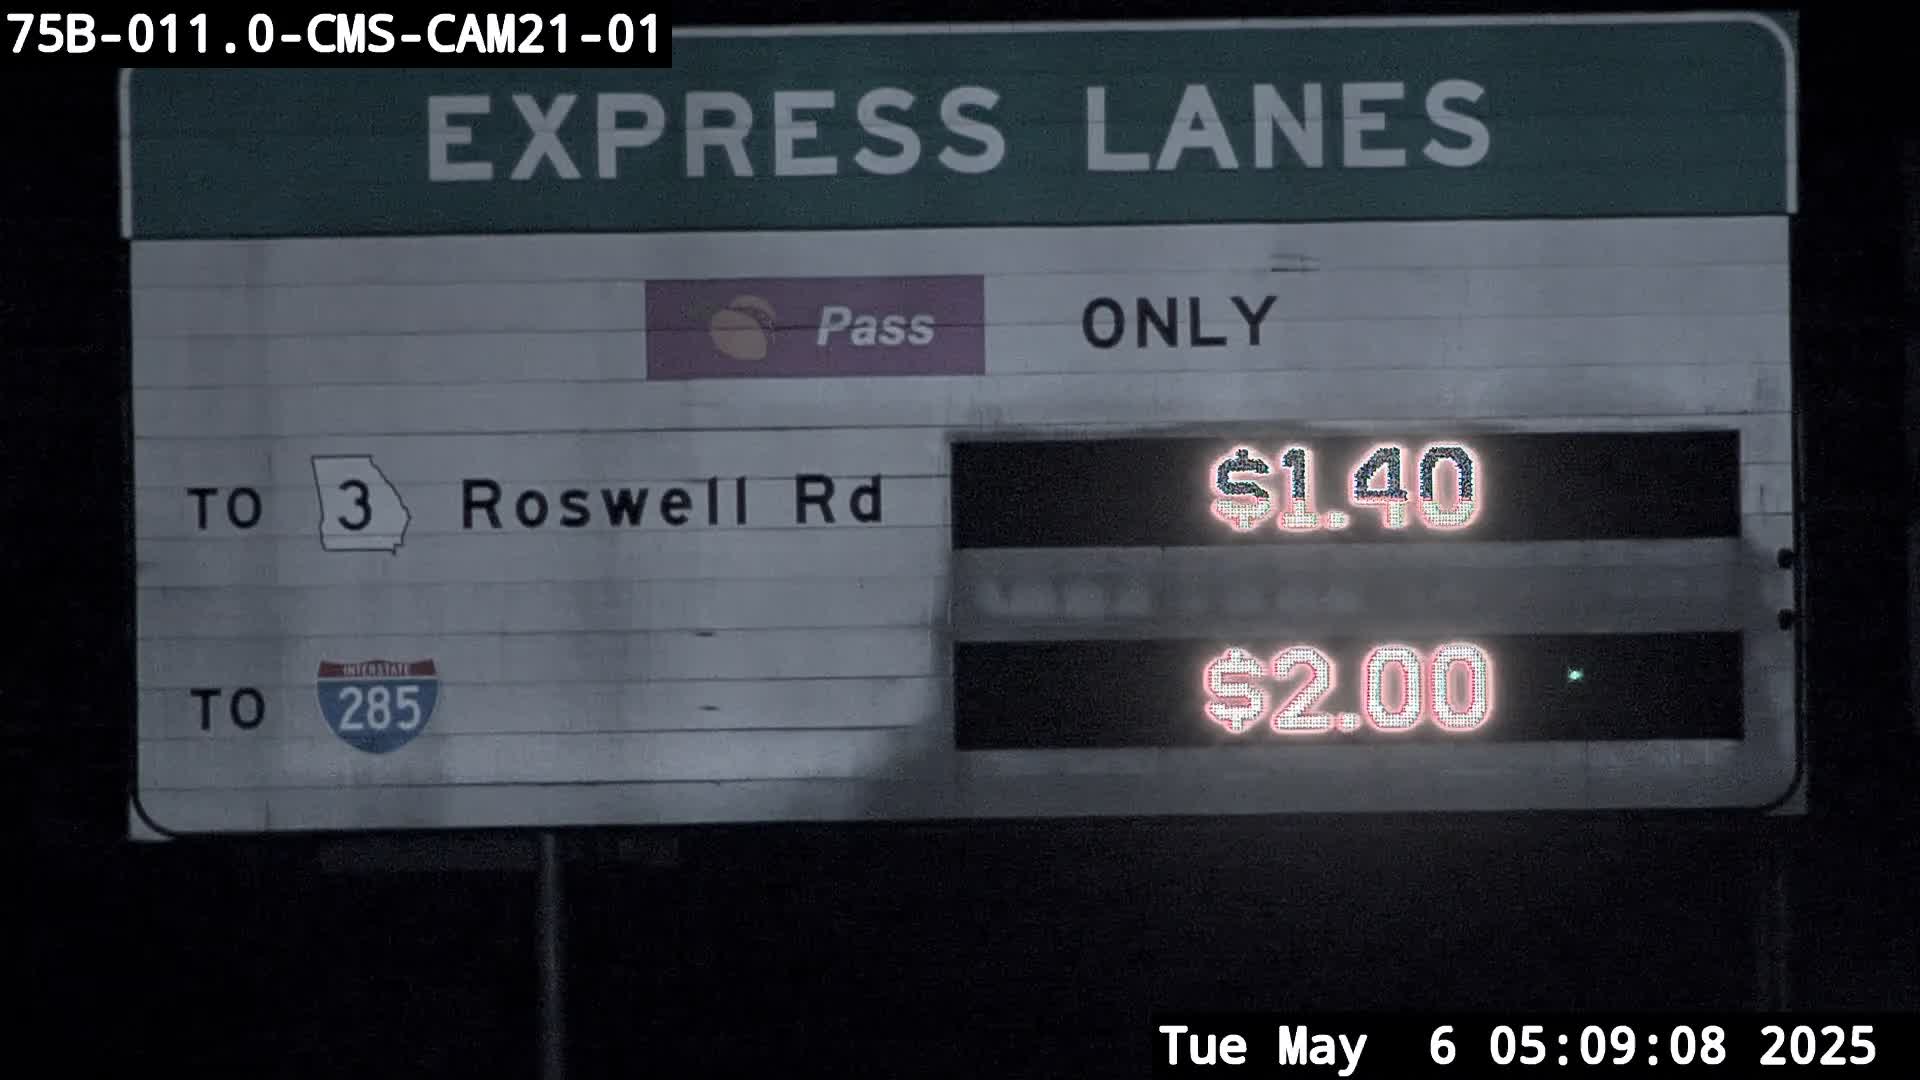 75B-011.0-CMS-CAM21-01
EXPRESS LANES
Pass ONLY
TO 3 Roswell Rd $1.40
TO INTERSTATE 285 $2.00
Tue May 6 05:09:08 2025